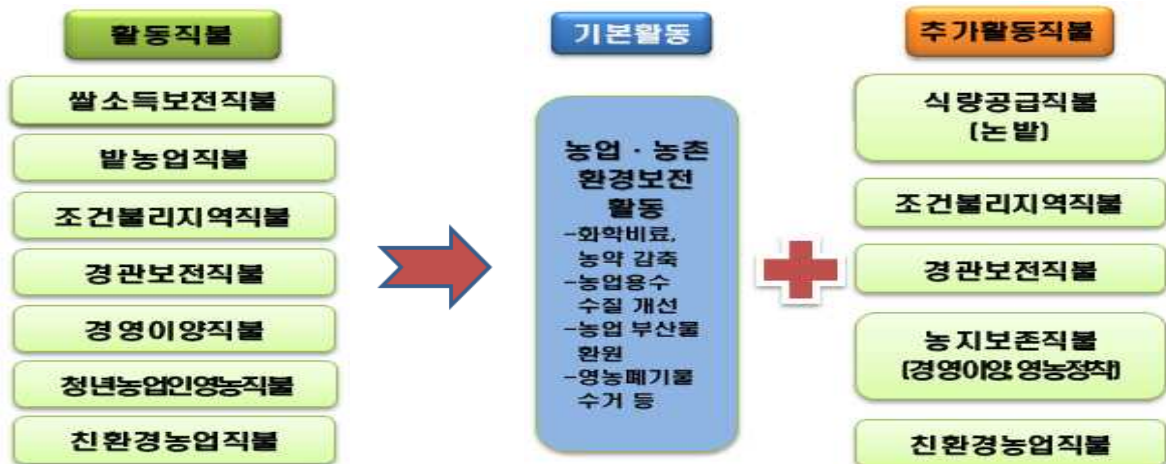 활동직불
쌀소득보전직불
밭농업직불
조건불리지역직불
경관보전직불
경영이양직불
청년농업인영농직불
친환경농업직불
기본활동
농업 · 농촌
환경보전
활동
-화학비료,
농약 감축
-농업용수
수질 개선
-농업 부산물
환원
-영농폐기물
수거 등
추가활동직불
식량공급직불
(논밭)
조건불리지역직불
경관보전직불
농지보존직불
(경영이양, 영농정착)
친환경농업직불